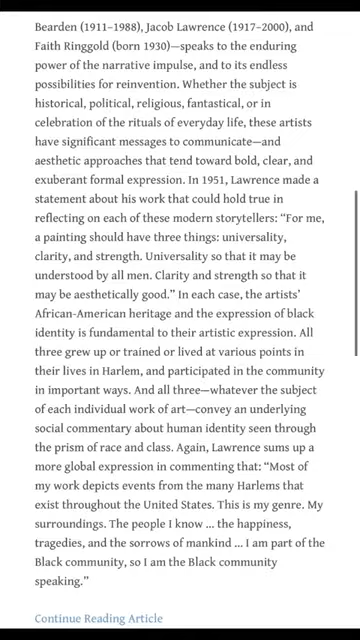 Bearden (1911–1988), Jacob Lawrence (1917–2000), and
Faith Ringgold (born 1930)—speaks to the enduring
power of the narrative impulse, and to its endless
possibilities for reinvention. Whether the subject is
historical, political, religious, fantastical, or in
celebration of the rituals of everyday life, these artists
have significant messages to communicate—and
aesthetic approaches that tend toward bold, clear, and
exuberant formal expression. In 1951, Lawrence made a
statement about his work that could hold true in
reflecting on each of these modern storytellers: “For me,
a painting should have three things: universality,
clarity, and strength. Universality so that it may be
understood by all men. Clarity and strength so that it
may be aesthetically good.” In each case, the artists’
African-American heritage and the expression of black
identity is fundamental to their artistic expression. All
three grew up or trained or lived at various points in
their lives in Harlem, and participated in the community
in important ways. And all three—whatever the subject
of each individual work of art—convey an underlying
social commentary about human identity seen through
the prism of race and class. Again, Lawrence sums up a
more global expression in commenting that: “Most of
my work depicts events from the many Harlems that
exist throughout the United States. This is my genre. My
surroundings. The people I know ... the happiness,
tragedies, and the sorrows of mankind ... I am part of the
Black community, so I am the Black community
speaking.”
Continue Reading Article